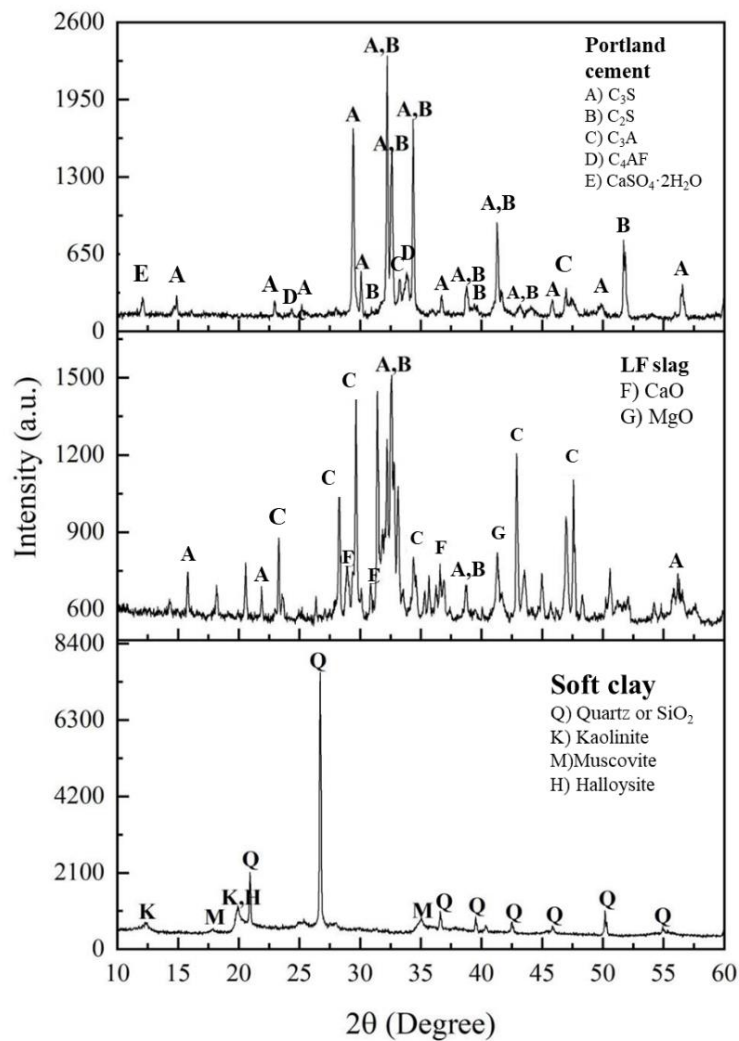 2600
1950
1300
650
0
Portland
cement
A) C₃S
B) C₂S
C) C₃A
D) C₄AF
E) CaSO₄·2H₂O
A,B
A
A,B
A,B
A,B
B
E
A
A
D
A
C
A
B
C
D
A
A,B
B
A,B
A
C
A
A
1500
1200
900
600
LF slag
F) CaO
G) MgO
A,B
C
C
C
C
C
A
A
F
F
C
F
A,B
G
A
Intensity (a.u.)
8400
6300
4200
2100
0
Soft clay
Q) Quartz or SiO₂
K) Kaolinite
M)Muscovite
H) Halloysite
Q
Q
K
M
K,H
M
Q
Q
Q
Q
Q
Q
10 15 20 25 30 35 40 45 50 55 60
2θ (Degree)